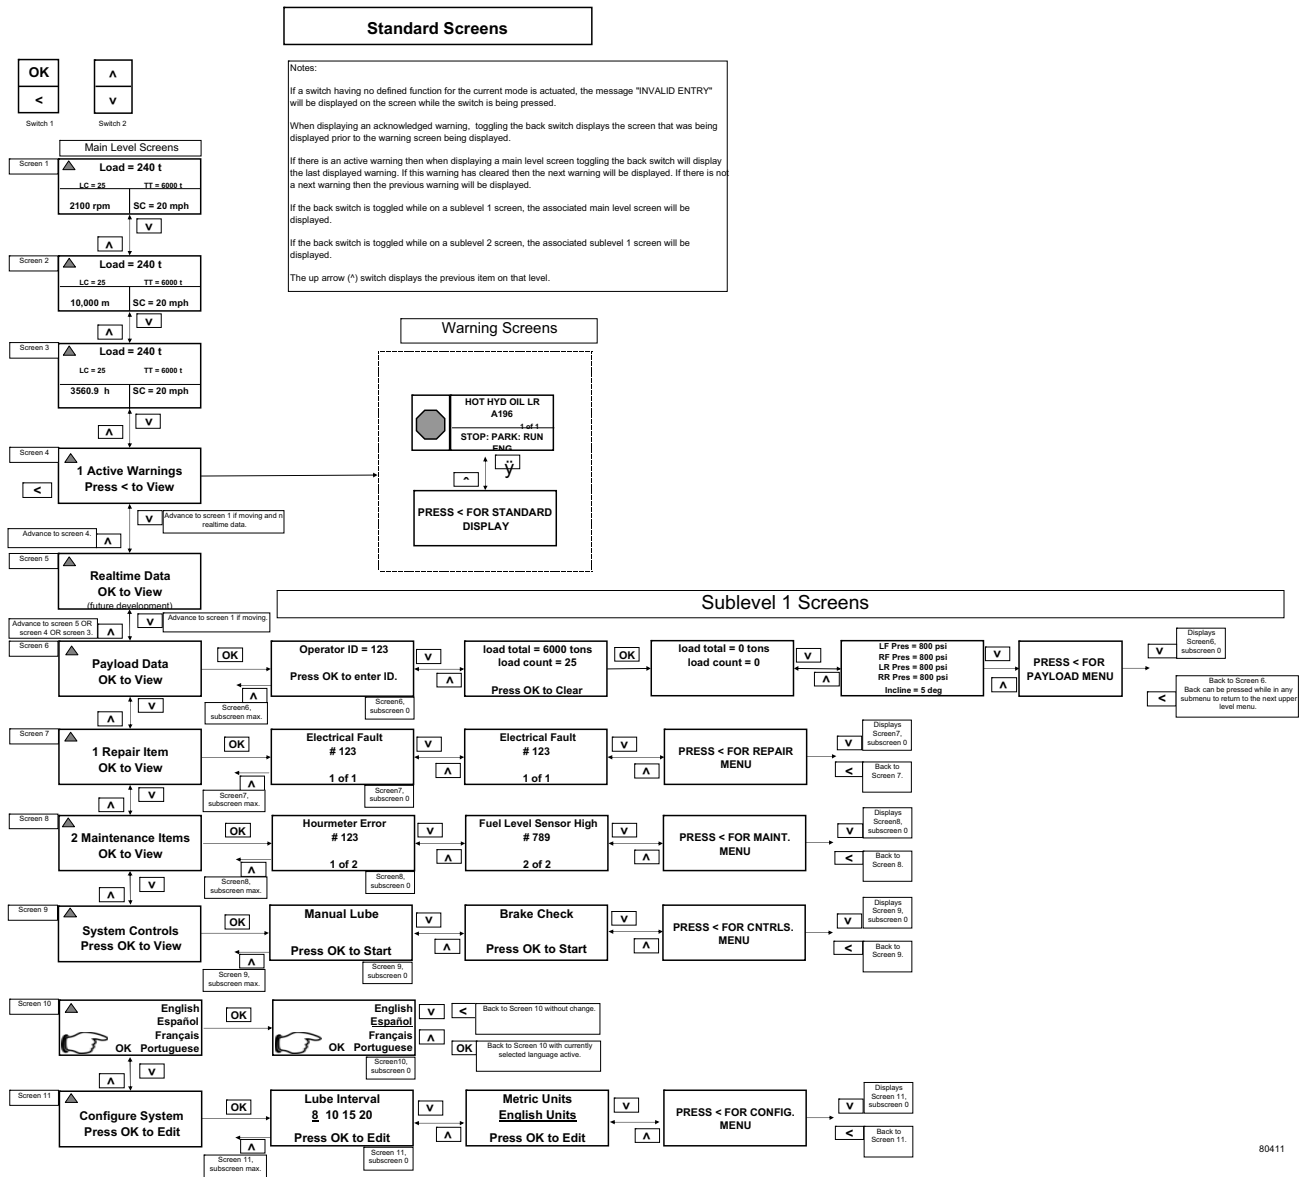 Standard Screens
OK
<
Switch 1
^
v
Switch 2
Notes:
If a switch having no defined function for the current mode is actuated, the message "INVALID ENTRY"
will be displayed on the screen while the switch is being pressed.
When displaying an acknowledged warning, toggling the back switch displays the screen that was being
displayed prior to the warning screen being displayed.
If there is an active warning then when displaying a main level screen toggling the back switch will display
the last displayed warning. If this warning has cleared then the next warning will be displayed. If there is not
a next warning then the previous warning will be displayed.
If the back switch is toggled while on a sublevel 1 screen, the associated main level screen will be
displayed.
If the back switch is toggled while on a sublevel 2 screen, the associated sublevel 1 screen will be
displayed.
The up arrow (^) switch displays the previous item on that level.
Main Level Screens
Screen 1
Load = 240 t
LC = 25 TT = 6000 t
2100 rpm SC = 20 mph
v
^
Screen 2
Load = 240 t
LC = 25 TT = 6000 t
10,000 m SC = 20 mph
v
^
Screen 3
Load = 240 t
LC = 25 TT = 6000 t
3560.9 h SC = 20 mph
v
^
Screen 4
1 Active Warnings
Press < to View
<
v
Advance to screen 1 if moving and n
realtime data.
Advance to screen 4.
^
Warning Screens
HOT HYD OIL LR
A196
1 of 1
STOP: PARK: RUN
ENG
^
ÿ
PRESS < FOR STANDARD
DISPLAY
Screen 5
Realtime Data
OK to View
(future development)
v
Advance to screen 1 if moving.
Advance to screen 5 OR
screen 4 OR screen 3.
^
Sublevel 1 Screens
Screen 6
Payload Data
OK to View
OK
^
Screen6,
subscreen max.
Operator ID = 123
Press OK to enter ID.
Screen6,
subscreen 0
v
^
load total = 6000 tons
load count = 25
Press OK to Clear
OK
load total = 0 tons
load count = 0
v
^
LF Pres = 800 psi
RF Pres = 800 psi
LR Pres = 800 psi
RR Pres = 800 psi
Incline = 5 deg
v
^
PRESS < FOR
PAYLOAD MENU
v
Displays
Screen6,
subscreen 0
<
Back to Screen 6.
Back can be pressed while in any
submenu to return to the next upper
level menu.
v
^
Screen 7
1 Repair Item
OK to View
OK
^
Screen7,
subscreen max.
Electrical Fault
# 123
1 of 1
Screen7,
subscreen 0
v
^
Electrical Fault
# 123
1 of 1
v
^
PRESS < FOR REPAIR
MENU
v
Displays
Screen7,
subscreen 0
<
Back to
Screen 7.
v
^
Screen 8
2 Maintenance Items
OK to View
OK
^
Screen8,
subscreen max.
Hourmeter Error
# 123
1 of 2
Screen8,
subscreen 0
v
^
Fuel Level Sensor High
# 789
2 of 2
v
^
PRESS < FOR MAINT.
MENU
v
Displays
Screen8,
subscreen 0
<
Back to
Screen 8.
v
^
Screen 9
System Controls
Press OK to View
OK
^
Screen 9,
subscreen max.
Manual Lube
Press OK to Start
Screen 9,
subscreen 0
v
^
Brake Check
Press OK to Start
v
^
PRESS < FOR CNTRLS.
MENU
v
Displays
Screen 9,
subscreen 0
<
Back to
Screen 9.
Screen 10
English
Español
Français
OK Portuguese
OK
English
Español
Français
OK Portuguese
Screen10,
subscreen 0
v
^
<
Back to Screen 10 without change.
OK
Back to Screen 10 with currently
selected language active.
v
^
Screen 11
Configure System
Press OK to Edit
OK
^
Screen 11,
subscreen max.
Lube Interval
8 10 15 20
Press OK to Edit
Screen 11,
subscreen 0
v
^
Metric Units
English Units
Press OK to Edit
v
^
PRESS < FOR CONFIG.
MENU
v
Displays
Screen 11,
subscreen 0
<
Back to
Screen 11.
80411